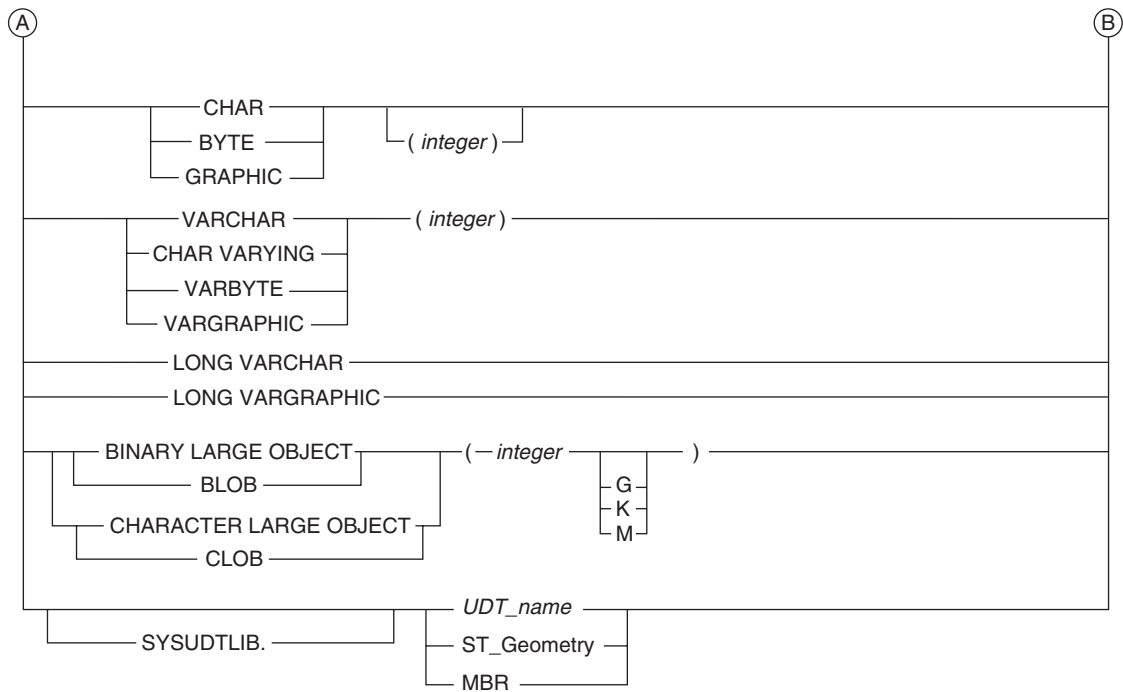 A B
CHAR
BYTE ( integer )
GRAPHIC
VARCHAR ( integer )
CHAR VARYING
VARBYTE
VARGRAPHIC
LONG VARCHAR
LONG VARGRAPHIC
BINARY LARGE OBJECT ( integer )
BLOB G
K
CHARACTER LARGE OBJECT M
CLOB
UDT_name
SYSUDTLIB. ST_Geometry
MBR